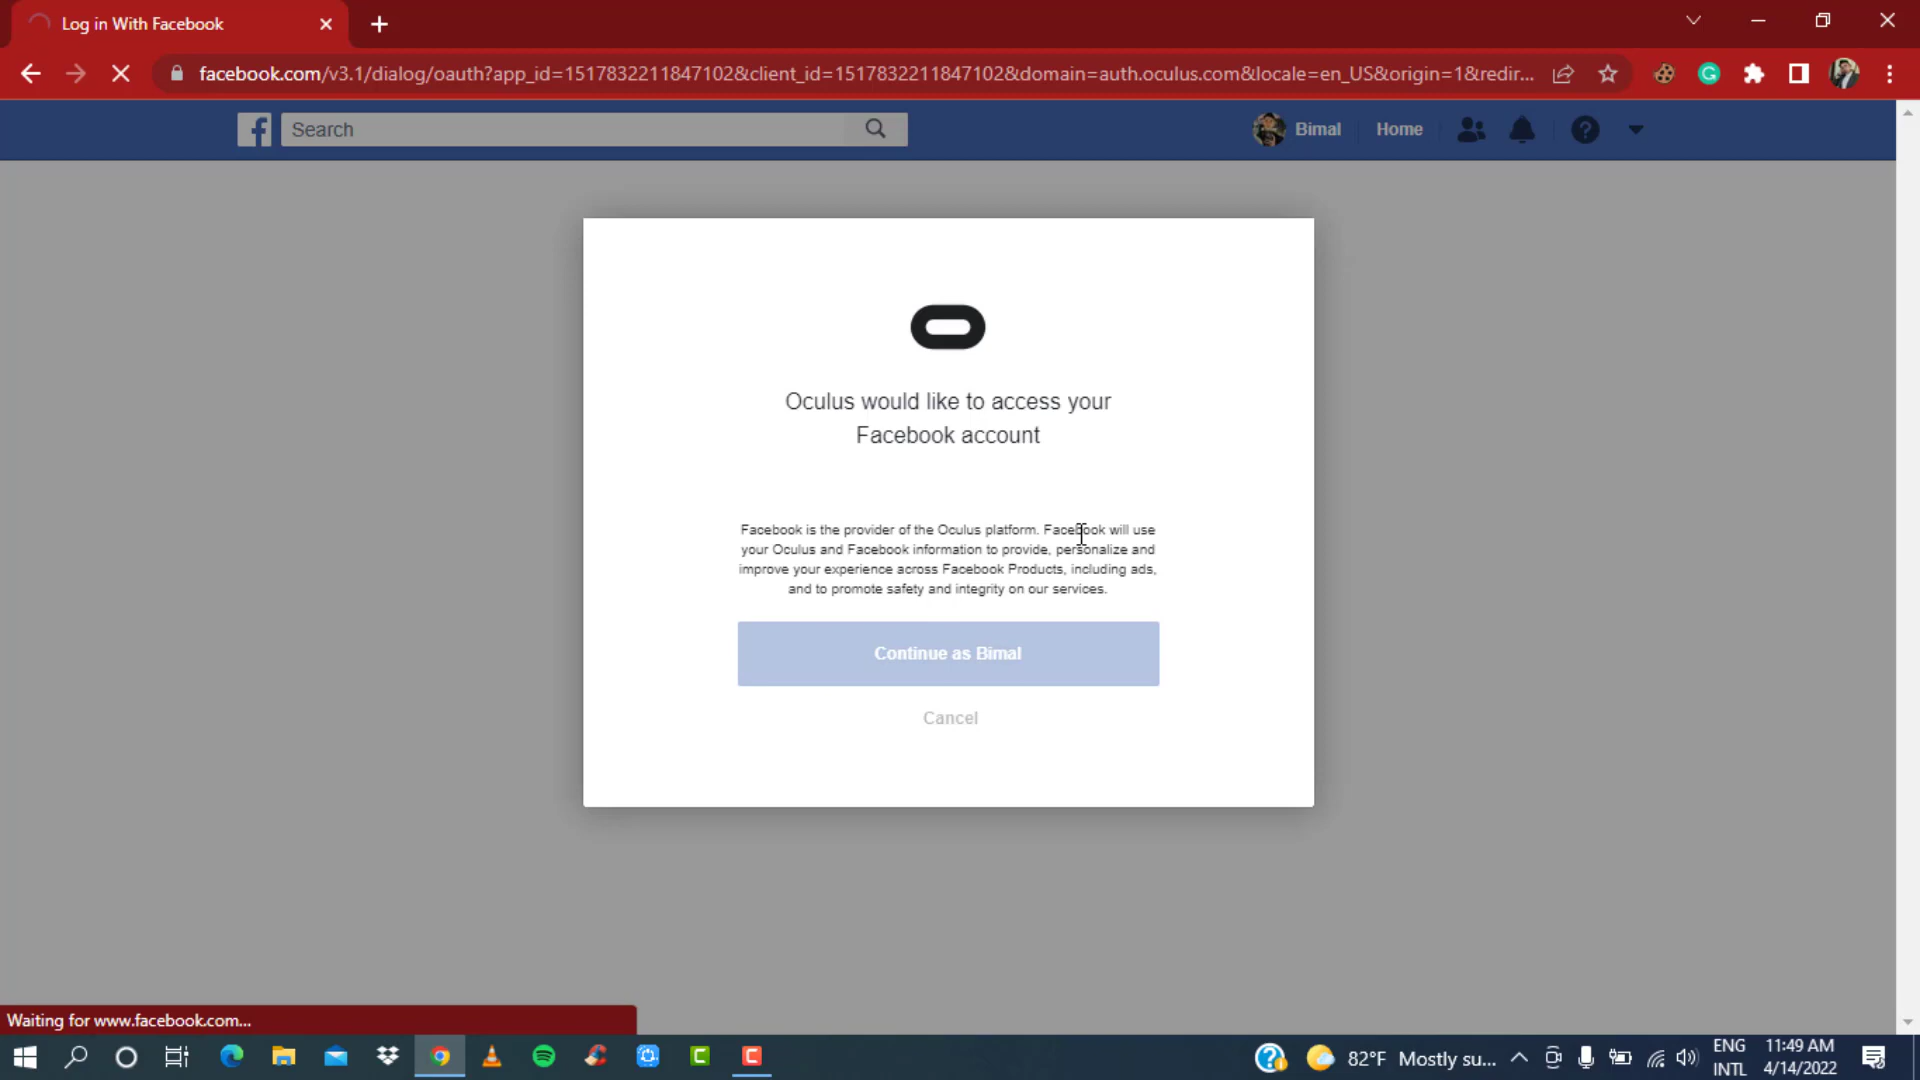 Log in With Facebook
facebook.com/v3.1/dialog/oauth?app_id=1517832211847102&client_id=1517832211847102&domain=auth.oculus.com&locale=en_US&origin=1&redir...
Search
Bimal
Home
Oculus would like to access your
Facebook account
Facebook is the provider of the Oculus platform. Facebook will use
your Oculus and Facebook information to provide, personalize and
improve your experience across Facebook Products, including ads,
and to promote safety and integrity on our services.
Continue as Bimal
Cancel
Waiting for www.facebook.com...
82°F Mostly su...
ENG
INTL
11:49 AM
4/14/2022